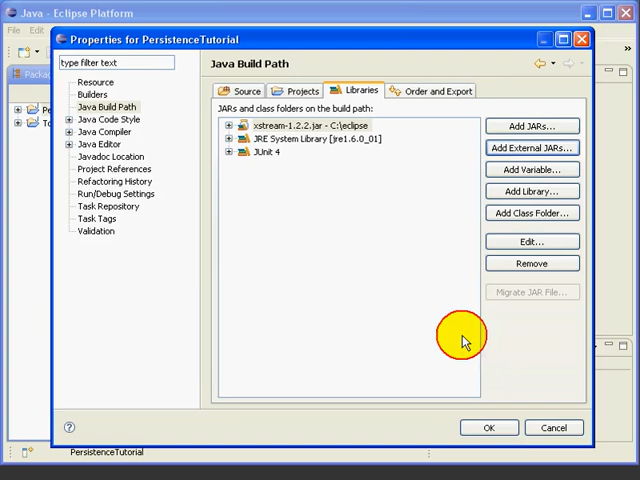 Java - Eclipse Platform
File
Edit
Properties for PersistenceTutorial
type filter text
Java Build Path
Resource
Builders
Java Build Path
Java Code Style
Java Compiler
Java Editor
Javadoc Location
Project References
Refactoring History
Run/Debug Settings
Task Repository
Task Tags
Validation
Source
Projects
Libraries
Order and Export
JARs and class folders on the build path:
xstream-1.2.2.jar - C:\eclipse
JRE System Library [jre1.6.0_01]
JUnit 4
Add JARs...
Add External JARs...
Add Variable...
Add Library...
Add Class Folder...
Edit...
Remove
Migrate JAR File...
OK
Cancel
PersistenceTutorial